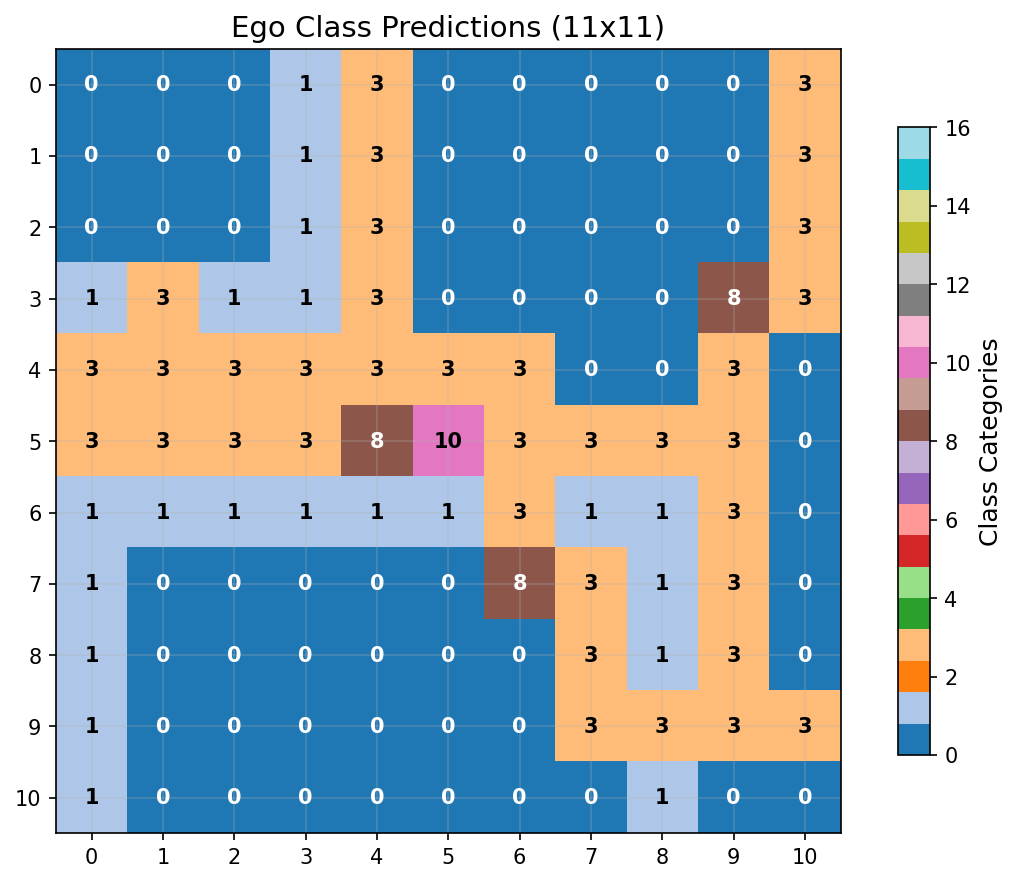 Ego Class Predictions (11x11)
0 0 0 0 1 3 0 0 0 0 0 3
1 0 0 0 1 3 0 0 0 0 0 3
2 0 0 0 1 3 0 0 0 0 0 3
3 1 3 1 1 3 0 0 0 0 8 3
4 3 3 3 3 3 3 3 0 0 3 0
5 3 3 3 3 8 10 3 3 3 3 0
6 1 1 1 1 1 1 3 1 1 3 0
7 1 0 0 0 0 0 8 3 1 3 0
8 1 0 0 0 0 0 0 3 1 3 0
9 1 0 0 0 0 0 0 3 3 3 3
10 1 0 0 0 0 0 0 0 1 0 0
0 1 2 3 4 5 6 7 8 9 10
16
14
12
10
8
6
4
2
0
Class Categories